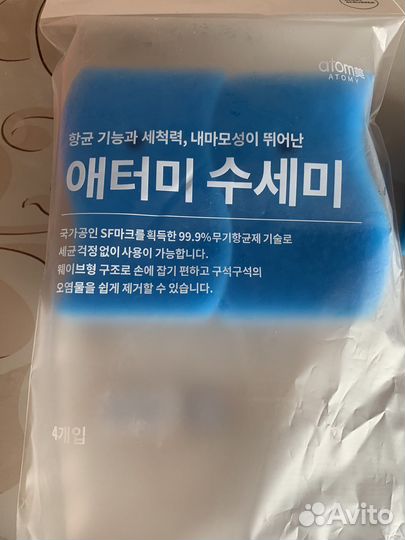 atom美
ATOMY
항균 기능과 세척력, 내마모성이 뛰어난
애터미 수세미
국가공인 SF마크를 획득한 99.9% 무기항균제 기술로
세균 걱정 없이 사용이 가능합니다.
웨이브형 구조로 손에 잡기 편하고 구석구석의
오염물을 쉽게 제거할 수 있습니다.
4개입
Avito